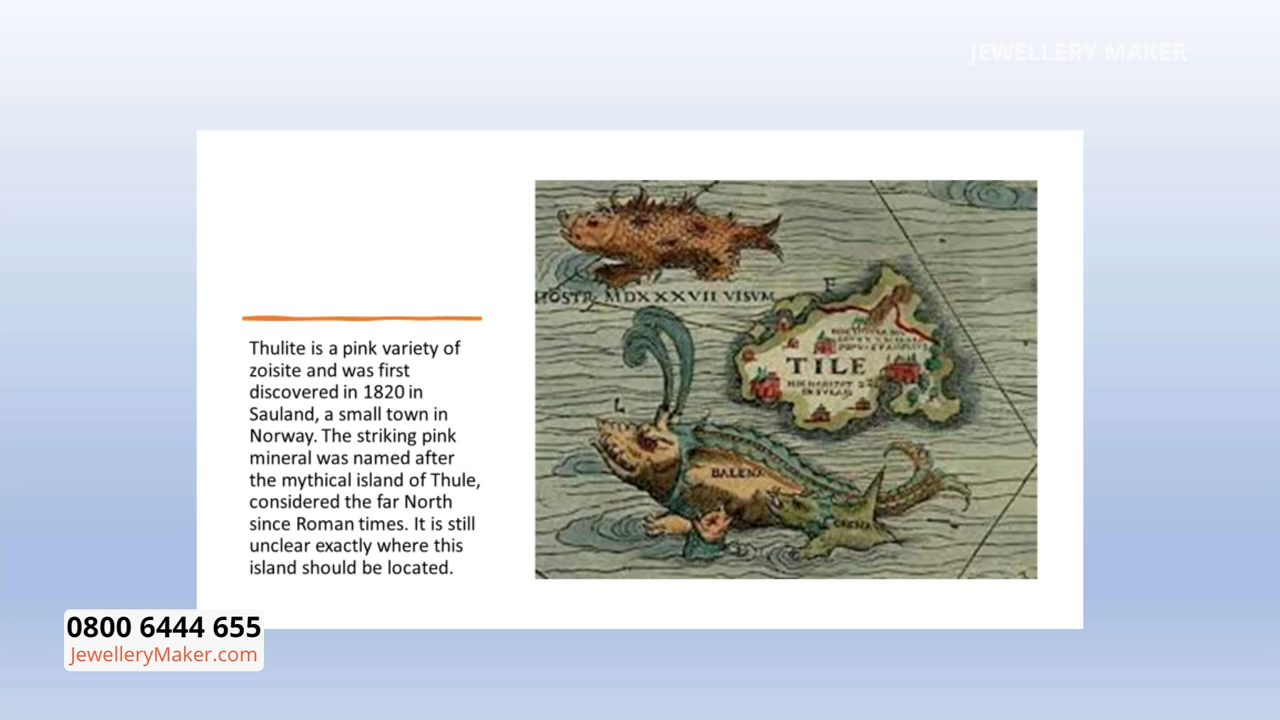 JEWELLERY MAKER
Thulite is a pink variety of
zoisite and was first
discovered in 1820 in
Sauland, a small town in
Norway. The striking pink
mineral was named after
the mythical island of Thule,
considered the far North
since Roman times. It is still
unclear exactly where this
island should be located.
HOSTR MDXXXVII VISVM
F
TILE
L
BALENA
ORCHA
0800 6444 655
JewelleryMaker.com